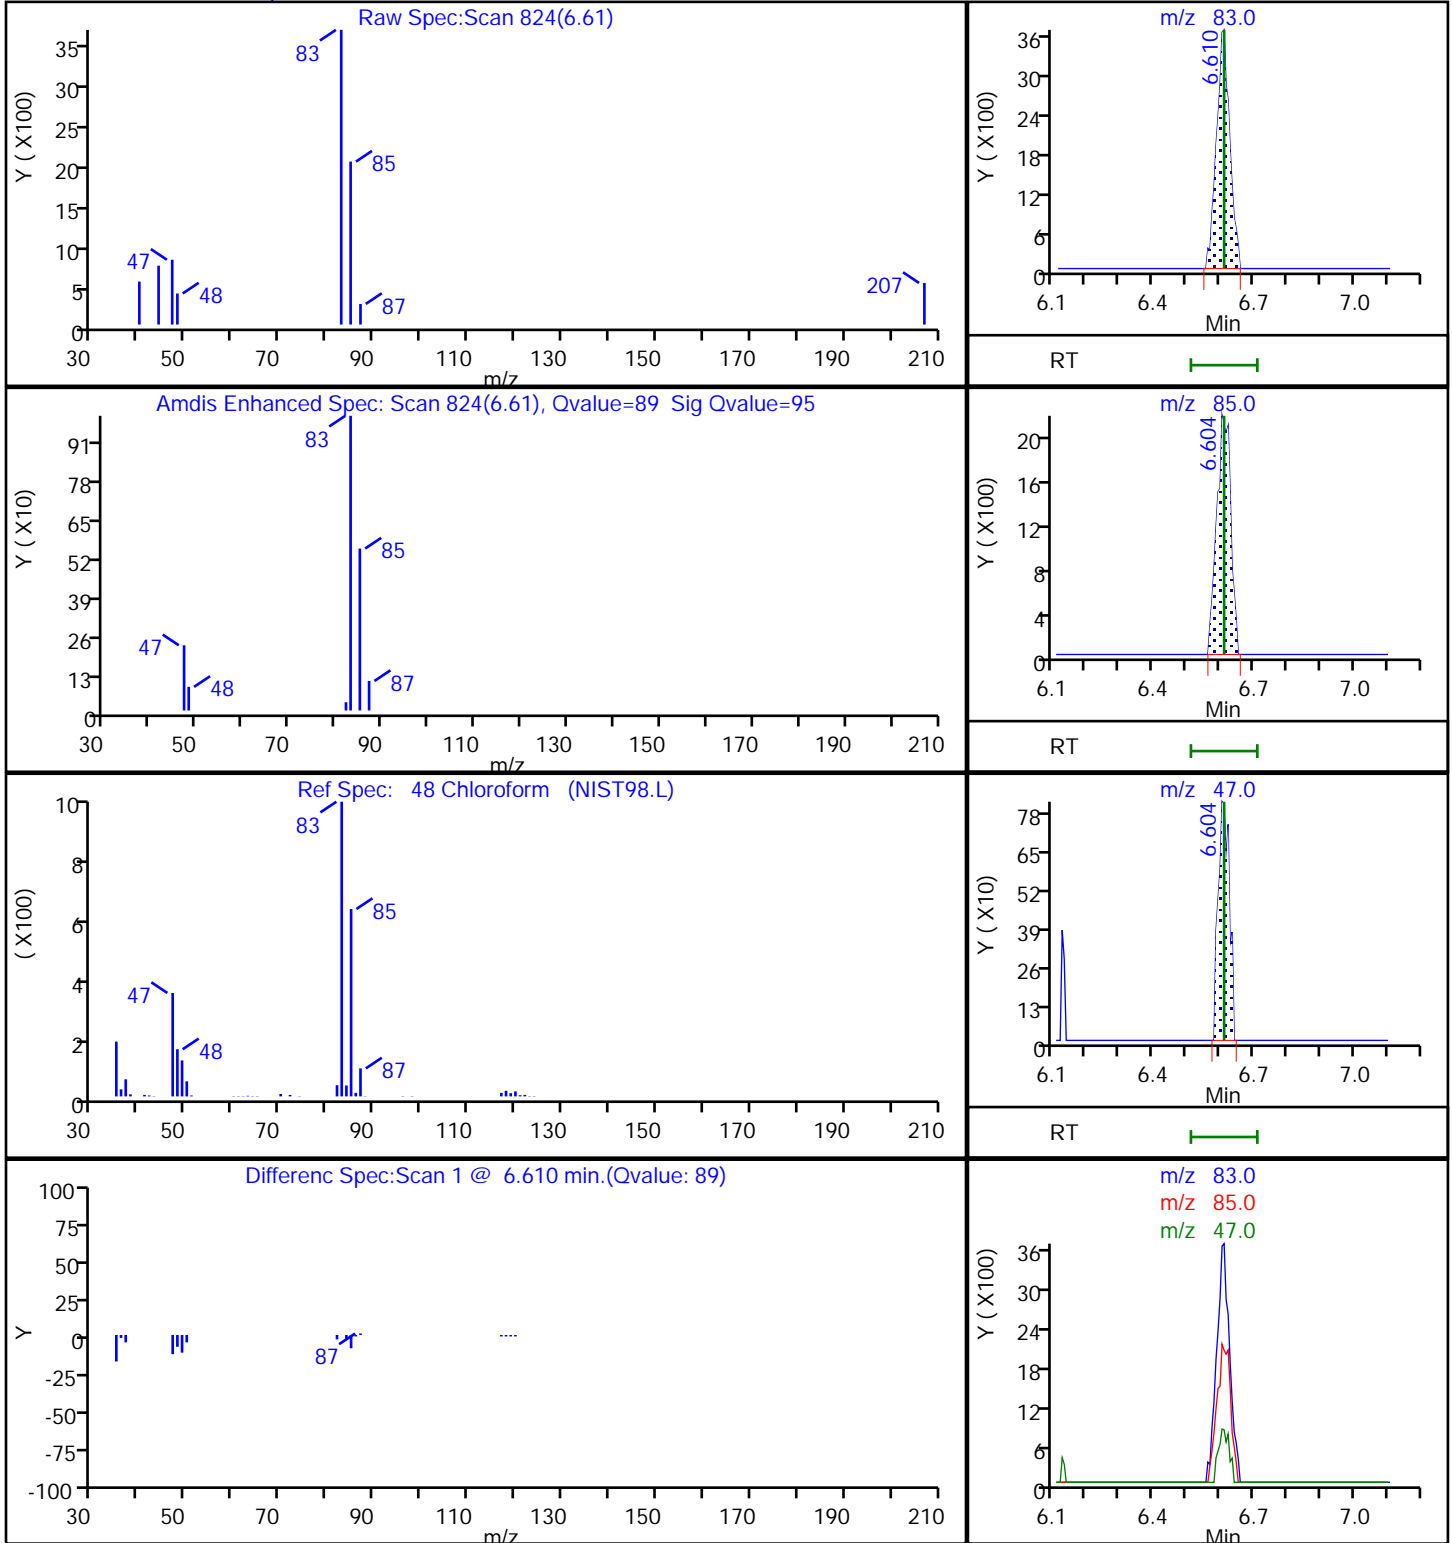 Raw Spec:Scan 824(6.61)
Y ( X100)
35
30
25
20
15
10
5
0
83
85
47
48
87
207
30 50 70 90 110 130 150 170 190 210
m/z
m/z 83.0
Y ( X100)
36
30
24
18
12
6
0
6.610
6.1 6.4 6.7 7.0
Min
RT
Amdis Enhanced Spec: Scan 824(6.61), Qvalue=89 Sig Qvalue=95
Y ( X10)
91
78
65
52
39
26
13
0
83
85
47
48
87
30 50 70 90 110 130 150 170 190 210
m/z
m/z 85.0
Y ( X100)
20
16
12
8
4
0
6.604
6.1 6.4 6.7 7.0
Min
RT
Ref Spec: 48 Chloroform (NIST98.L)
( X100)
10
8
6
4
2
0
83
85
47
48
87
30 50 70 90 110 130 150 170 190 210
m/z 47.0
Y ( X10)
78
65
52
39
26
13
0
6.604
6.1 6.4 6.7 7.0
Min
RT
Differenc Spec:Scan 1 @ 6.610 min.(Qvalue: 89)
Y
100
75
50
25
0
-25
-50
-75
-100
87
30 50 70 90 110 130 150 170 190 210
m/z
m/z 83.0
m/z 85.0
m/z 47.0
Y ( X100)
36
30
24
18
12
6
0
6.1 6.4 6.7 7.0
Min